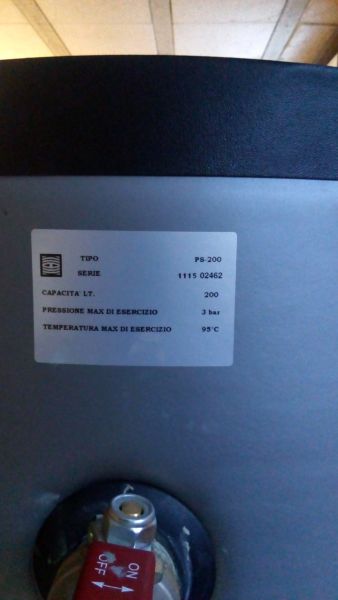 TIPO PS-200
SERIE 1115 02462
CAPACITA' LT. 200
PRESSIONE MAX DI ESERCIZIO 3 bar
TEMPERATURA MAX DI ESERCIZIO 95°C
ON
OFF